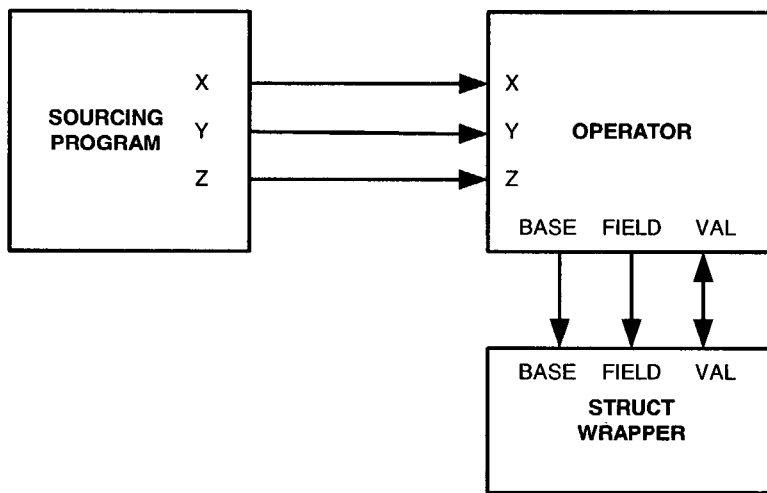 X
SOURCING
PROGRAM
Y
Z
X
Y
OPERATOR
Z
BASE FIELD VAL
BASE FIELD VAL
STRUCT
WRAPPER